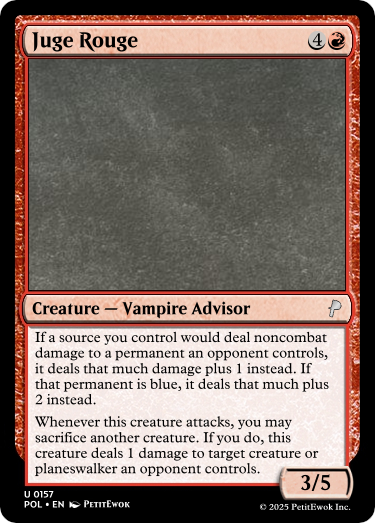 Juge Rouge 4
Creature — Vampire Advisor
If a source you control would deal noncombat
damage to a permanent an opponent controls,
it deals that much damage plus 1 instead. If
that permanent is blue, it deals that much plus
2 instead.
Whenever this creature attacks, you may
sacrifice another creature. If you do, this
creature deals 1 damage to target creature or
planeswalker an opponent controls.
3/5
U 0157
POL • EN PetitEwok
© 2025 PetitEwok Inc.